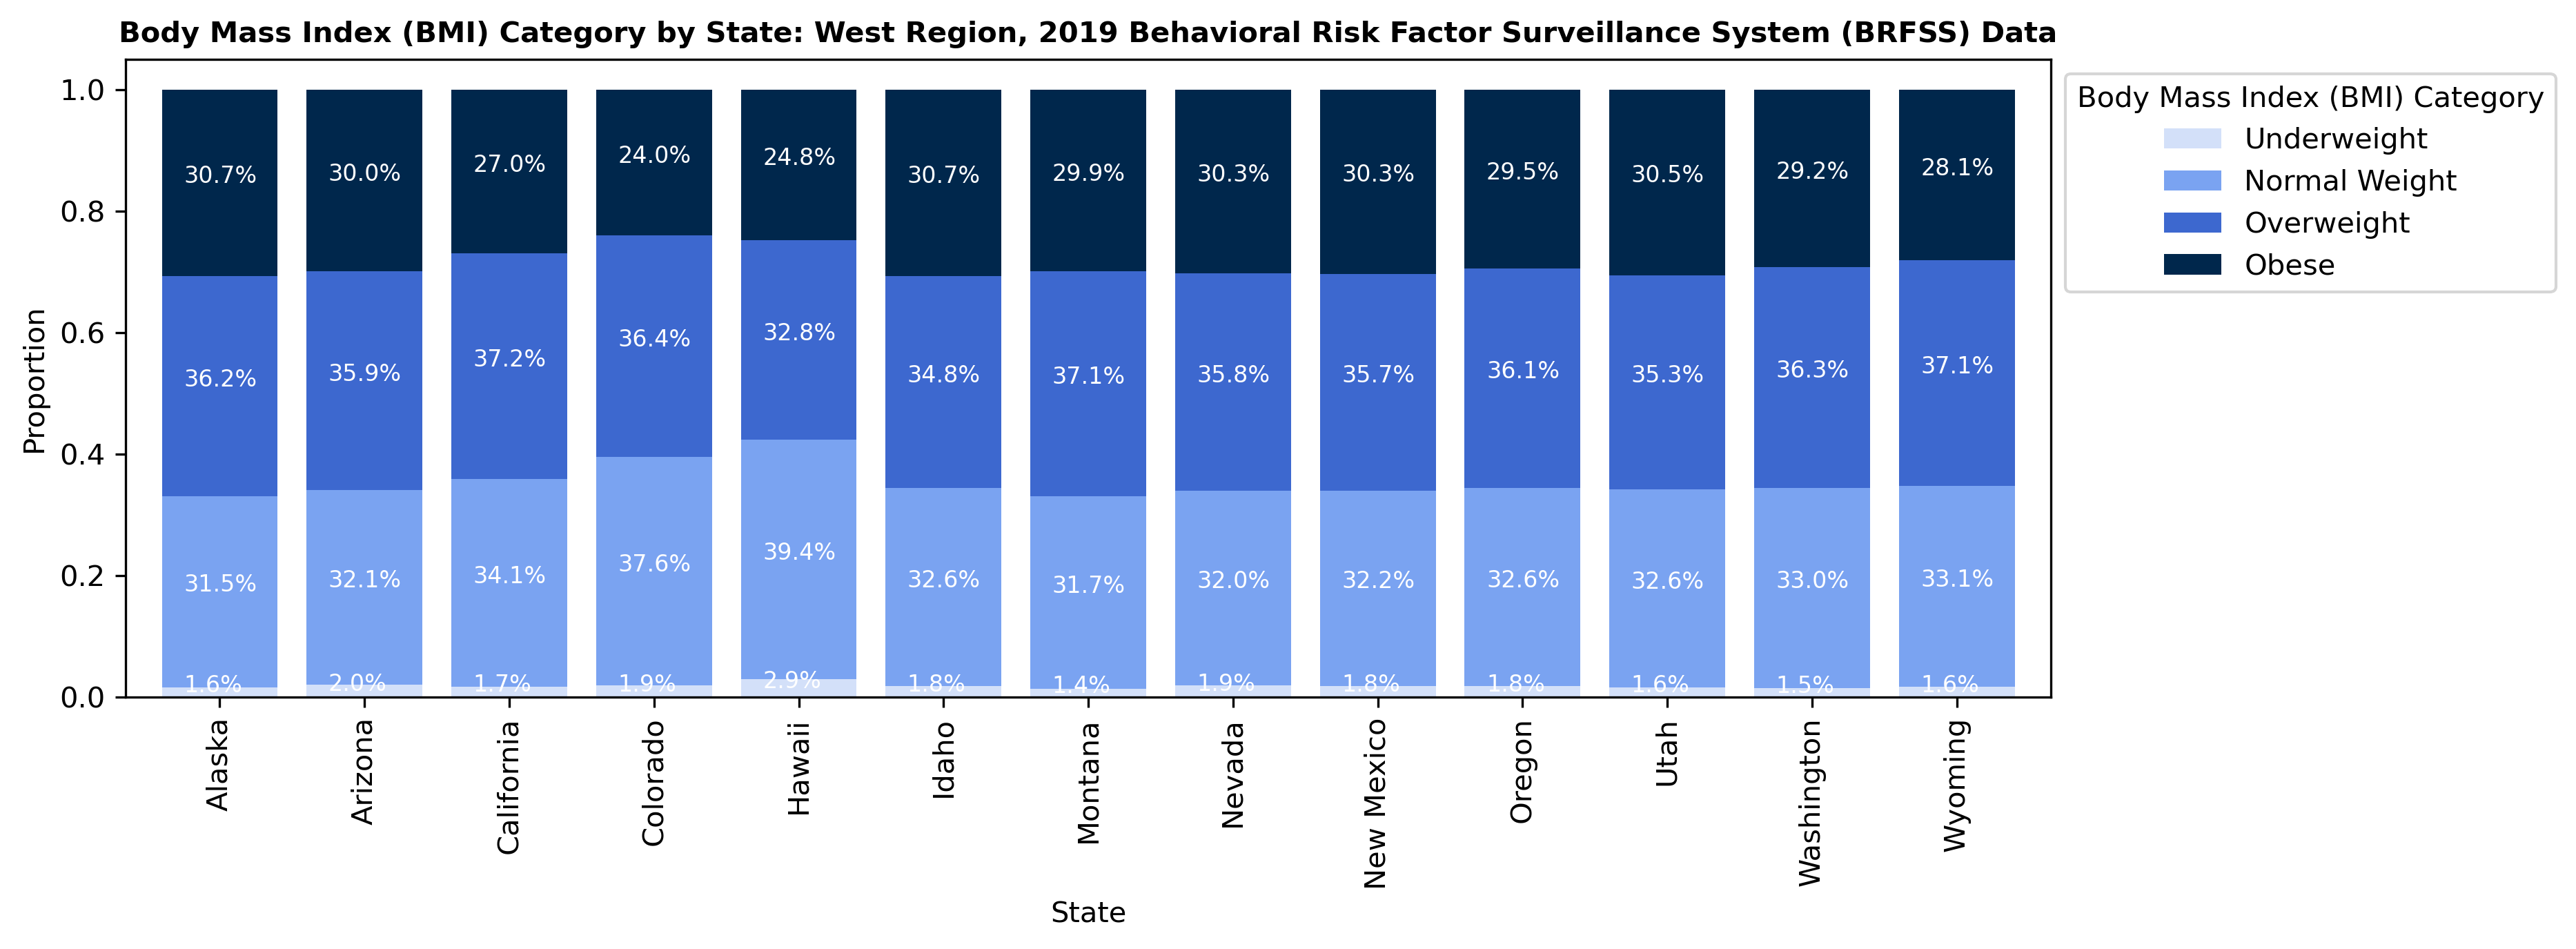 Body Mass Index (BMI) Category by State: West Region, 2019 Behavioral Risk Factor Surveillance System (BRFSS) Data
Proportion
1.0
0.8
0.6
0.4
0.2
0.0
30.7% 30.0% 27.0% 24.0% 24.8% 30.7% 29.9% 30.3% 30.3% 29.5% 30.5% 29.2% 28.1%
36.2% 35.9% 37.2% 36.4% 32.8% 34.8% 37.1% 35.8% 35.7% 36.1% 35.3% 36.3% 37.1%
31.5% 32.1% 34.1% 37.6% 39.4% 32.6% 31.7% 32.0% 32.2% 32.6% 32.6% 33.0% 33.1%
1.6% 2.0% 1.7% 1.9% 2.9% 1.8% 1.4% 1.9% 1.8% 1.8% 1.6% 1.5% 1.6%
Alaska
Arizona
California
Colorado
Hawaii
Idaho
Montana
Nevada
New Mexico
Oregon
Utah
Washington
Wyoming
State
Body Mass Index (BMI) Category
Underweight
Normal Weight
Overweight
Obese